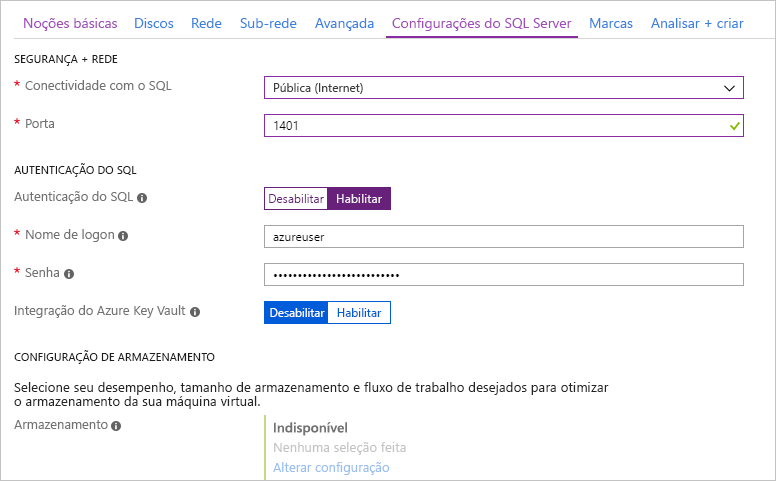 Noções básicas Discos Rede Sub-rede Avançada Configurações do SQL Server Marcas Analisar + criar
SEGURANÇA + REDE
* Conectividade com o SQL Pública (Internet)
* Porta 1401
AUTENTICAÇÃO DO SQL
Autenticação do SQL Desabilitar Habilitar
* Nome de logon azureuser
* Senha ••••••••••••••••••••••••••
Integração do Azure Key Vault Desabilitar Habilitar
CONFIGURAÇÃO DE ARMAZENAMENTO
Selecione seu desempenho, tamanho de armazenamento e fluxo de trabalho desejados para otimizar
o armazenamento da sua máquina virtual.
Armazenamento Indisponível
Nenhuma seleção feita
Alterar configuração